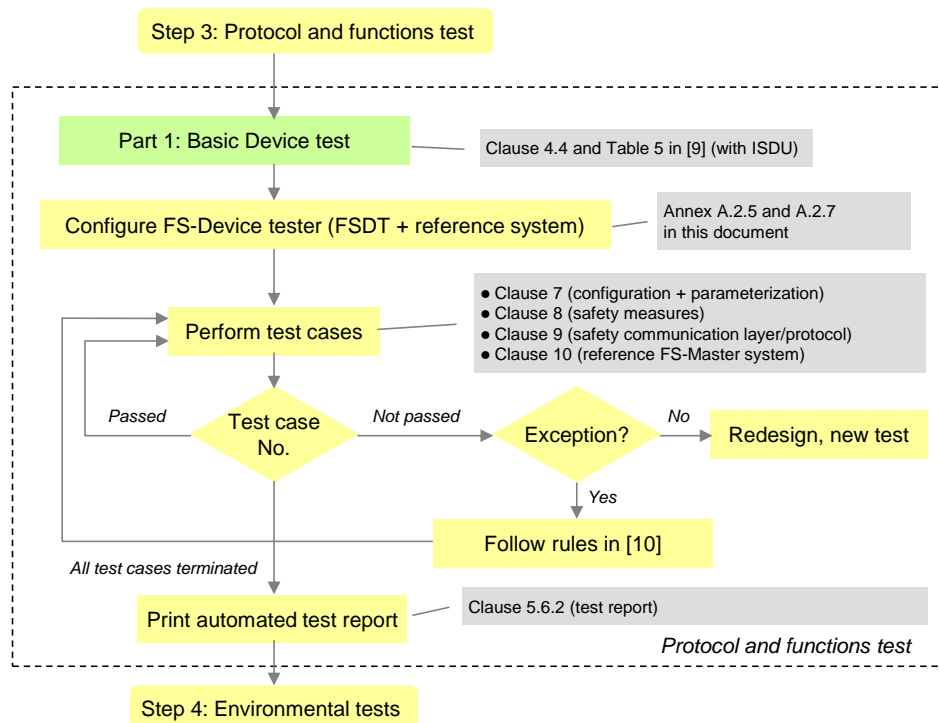 Step 3: Protocol and functions test
Part 1: Basic Device test
Clause 4.4 and Table 5 in [9] (with ISDU)
Configure FS-Device tester (FSDT + reference system)
Annex A.2.5 and A.2.7
in this document
Perform test cases
● Clause 7 (configuration + parameterization)
● Clause 8 (safety measures)
● Clause 9 (safety communication layer/protocol)
● Clause 10 (reference FS-Master system)
Passed
Test case
No.
Not passed
Exception?
No
Redesign, new test
Yes
Follow rules in [10]
All test cases terminated
Print automated test report
Clause 5.6.2 (test report)
Protocol and functions test
Step 4: Environmental tests